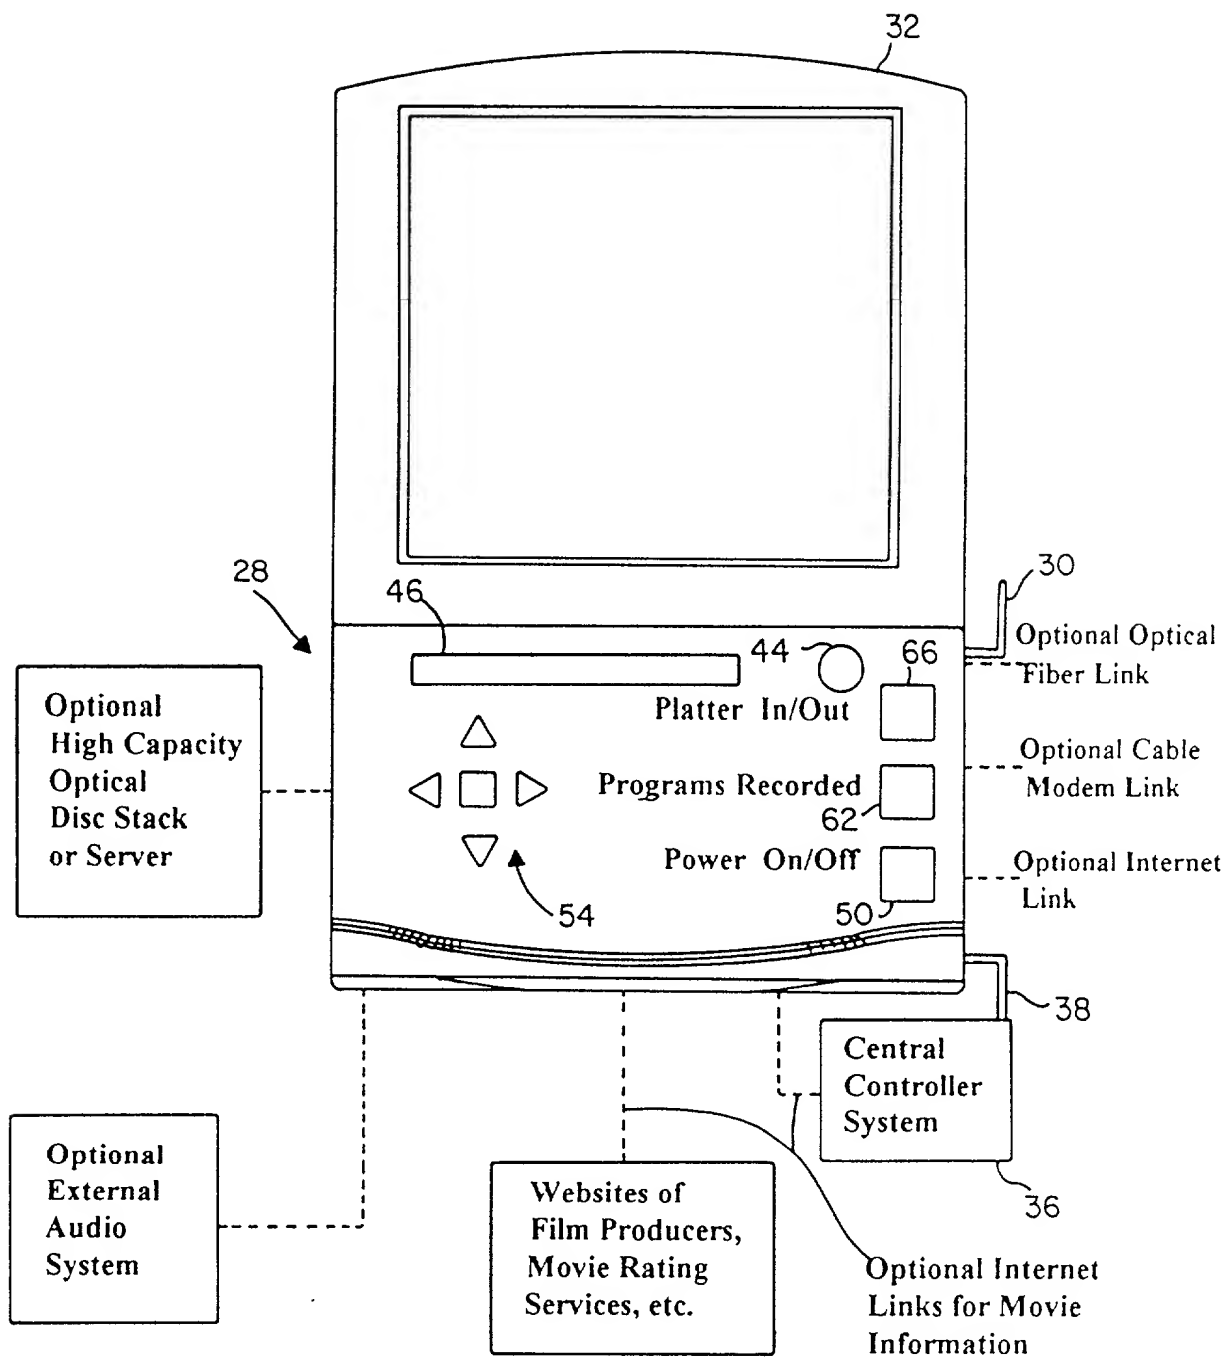 32
28
46
30
44
66
Optional Optical
Fiber Link
Platter In/Out
Optional
High Capacity
Optical
Disc Stack
or Server
Optional Cable
Modem Link
Programs Recorded
62
Power On/Off
Optional Internet
Link
54
50
38
Central
Controller
System
36
Optional
External
Audio
System
Websites of
Film Producers,
Movie Rating
Services, etc.
Optional Internet
Links for Movie
Information